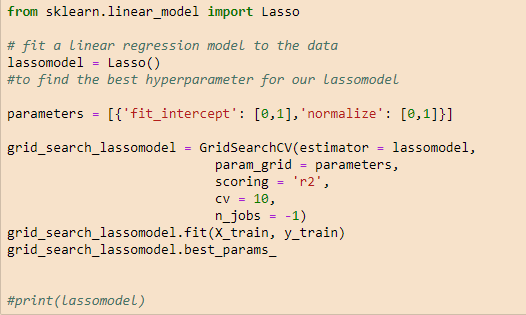 from sklearn.linear_model import Lasso
# fit a linear regression model to the data
lassomodel = Lasso()
#to find the best hyperparameter for our lassomodel
parameters = [{'fit_intercept': [0,1],'normalize': [0,1]}]
grid_search_lassomodel = GridSearchCV(estimator = lassomodel,
param_grid = parameters,
scoring = 'r2',
cv = 10,
n_jobs = -1)
grid_search_lassomodel.fit(X_train, y_train)
grid_search_lassomodel.best_params_
#print(lassomodel)